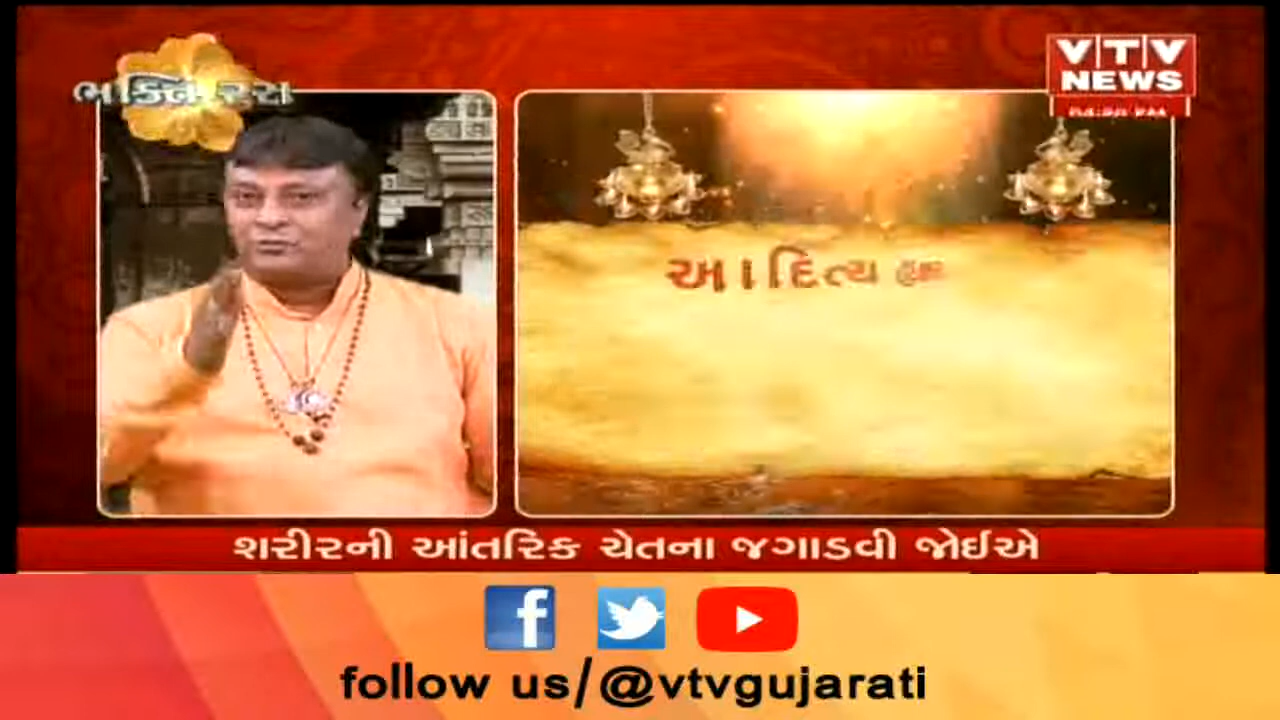 ભક્તિ રસ
VTV
NEWS
આદિત્ય
શરીરની આંતરિક ચેતના જગાડવી જોઈએ
follow us/@vtvgujarati